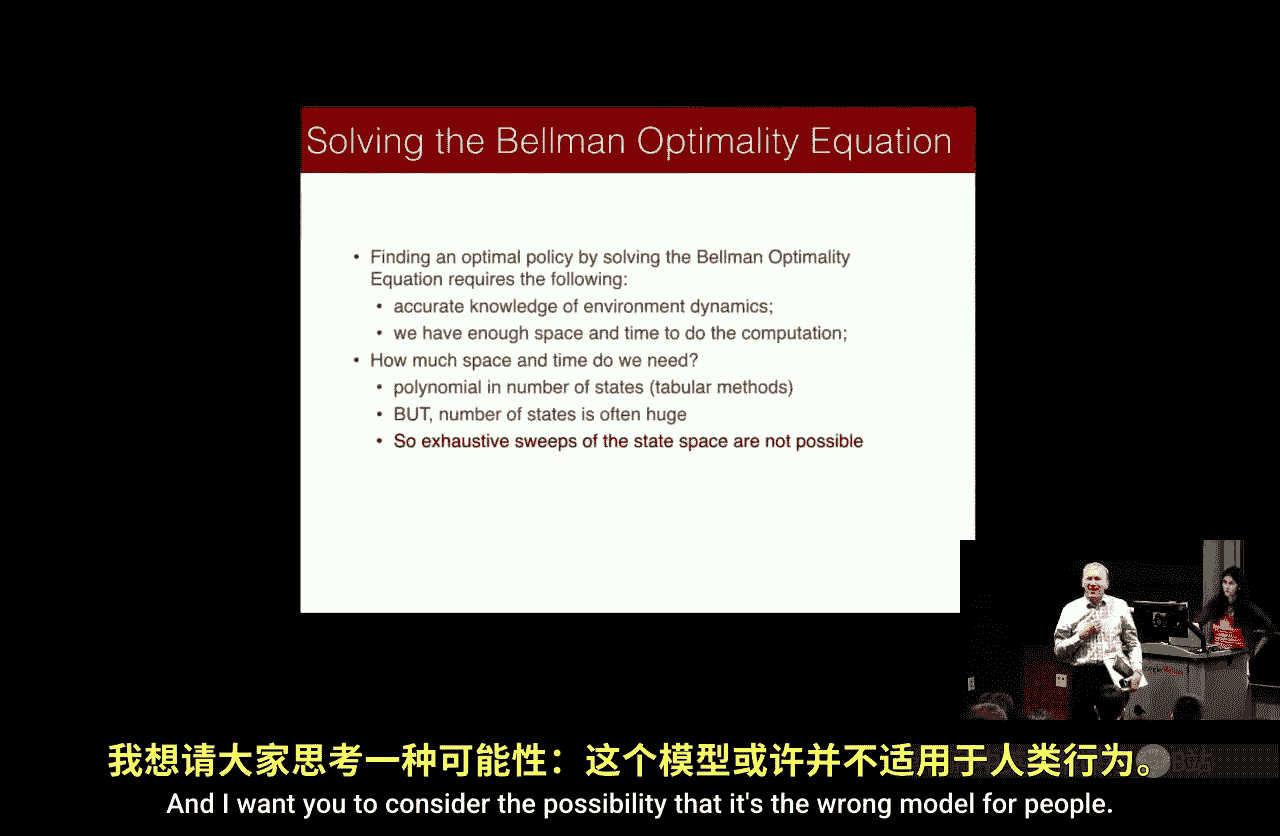 Solving the Bellman Optimality Equation
• Finding an optimal policy by solving the Bellman Optimality
Equation requires the following:
• accurate knowledge of environment dynamics;
• we have enough space and time to do the computation;
• How much space and time do we need?
• polynomial in number of states (tabular methods)
• BUT, number of states is often huge
• So exhaustive sweeps of the state space are not possible
我想请大家思考一种可能性：这个模型或许并不适用于人类行为。
B站
And I want you to consider the possibility that it's the wrong model for people.